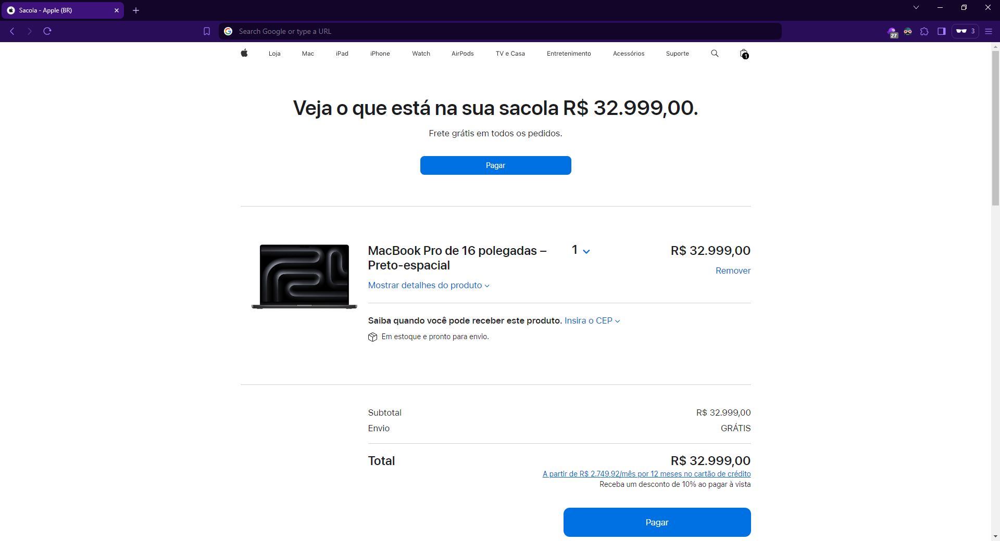 Sacola - Apple (BR)
Search Google or type a URL
27
3
Loja Mac iPad iPhone Watch AirPods TV e Casa Entretenimento Acessórios Suporte
1
Veja o que está na sua sacola R$ 32.999,00.
Frete grátis em todos os pedidos.
Pagar
MacBook Pro de 16 polegadas – 1 R$ 32.999,00
Preto-espacial
Remover
Mostrar detalhes do produto
Saiba quando você pode receber este produto. Insira o CEP
Em estoque e pronto para envio.
Subtotal R$ 32.999,00
Envio GRÁTIS
Total R$ 32.999,00
A partir de R$ 2.749,92/mês por 12 meses no cartão de crédito
Receba um desconto de 10% ao pagar à vista
Pagar